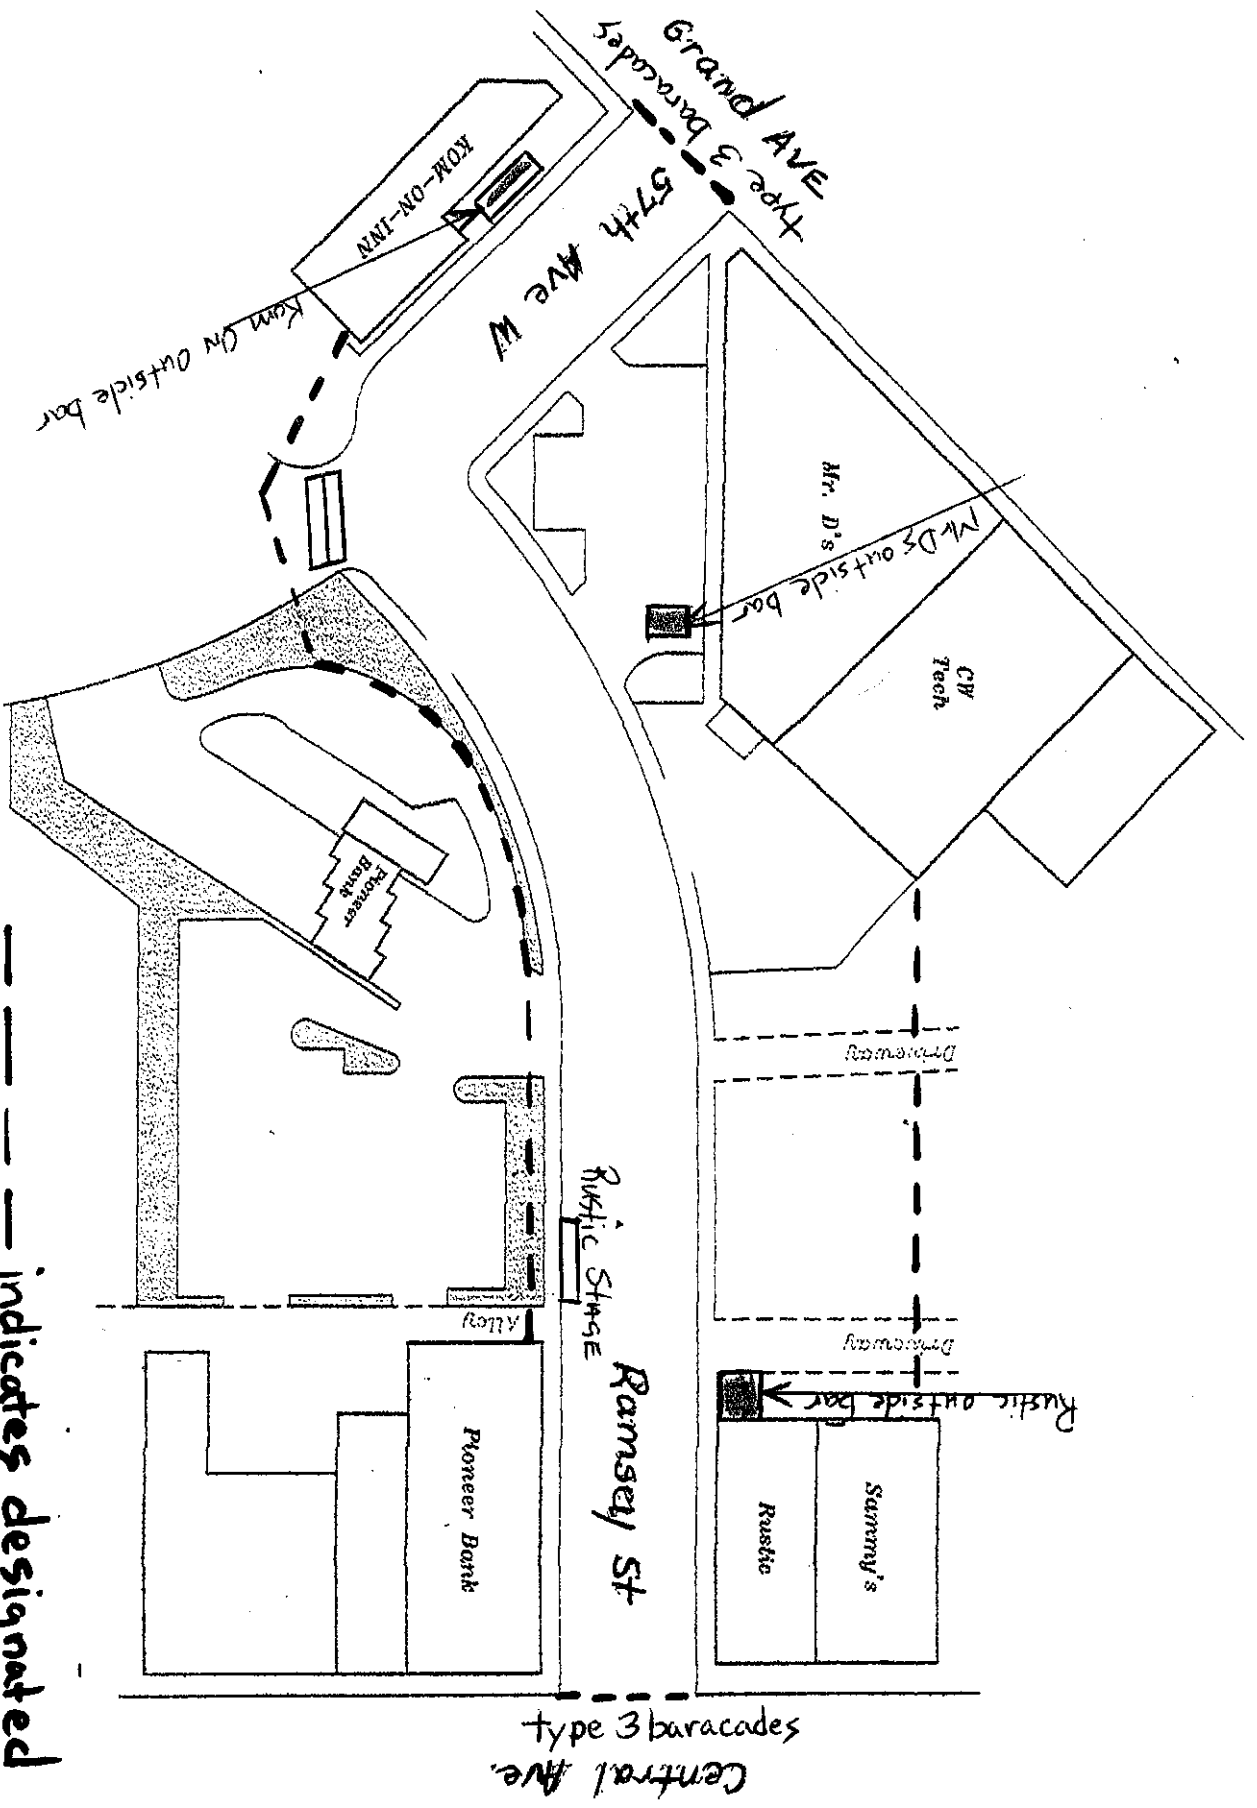 Grand AVE
type 3 baracades
57th Ave W
KOM-ON-INN
Kom ON Outside bar
Mr. D's
Mr Ds outside bar
CW
Tech
Pioneer
Bank
Driveway
Rustic Stage
Alley
Driveway
Rustic outside bar
Ramsey St
Pioneer Bank
Rustic
Sammy's
type 3 baracades
Central Ave.
indicates designated